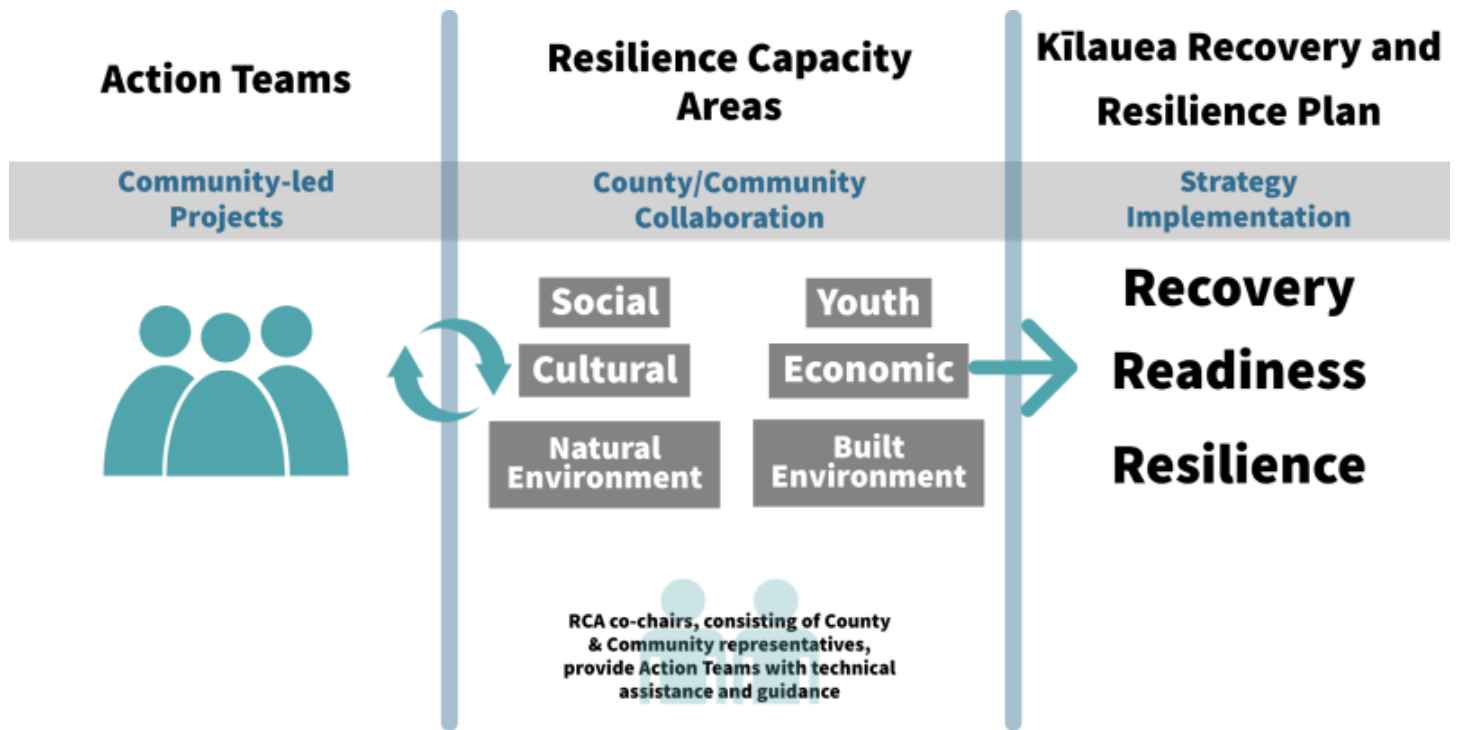 Action Teams
Resilience Capacity
Areas
Kīlauea Recovery and
Resilience Plan
Community-led
Projects
County/Community
Collaboration
Strategy
Implementation
Social
Youth
Cultural
Economic
Natural
Environment
Built
Environment
Recovery
Readiness
Resilience
RCA co-chairs, consisting of County
& Community representatives,
provide Action Teams with technical
assistance and guidance